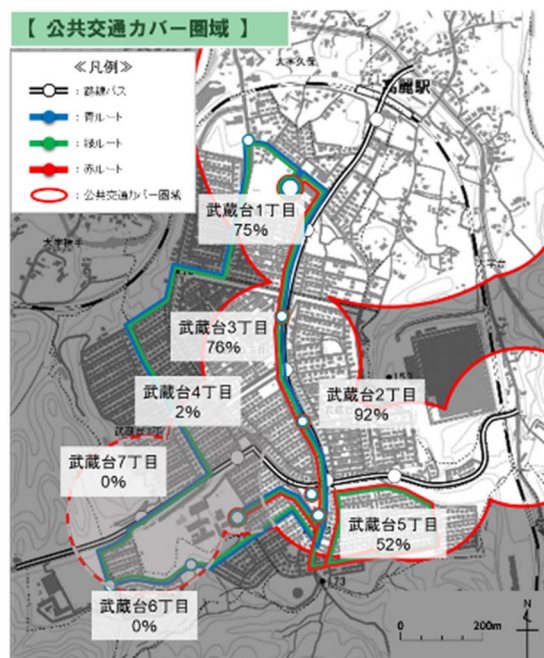 【 公共交通カバー圏域 】
≪凡例≫
：路線バス
：青ルート
：緑ルート
：赤ルート
：公共交通カバー圏域
高麗駅
武蔵台1丁目
75%
武蔵台3丁目
76%
武蔵台4丁目
2%
武蔵台2丁目
92%
武蔵台7丁目
0%
武蔵台5丁目
52%
武蔵台6丁目
0%
173
N
0
200m